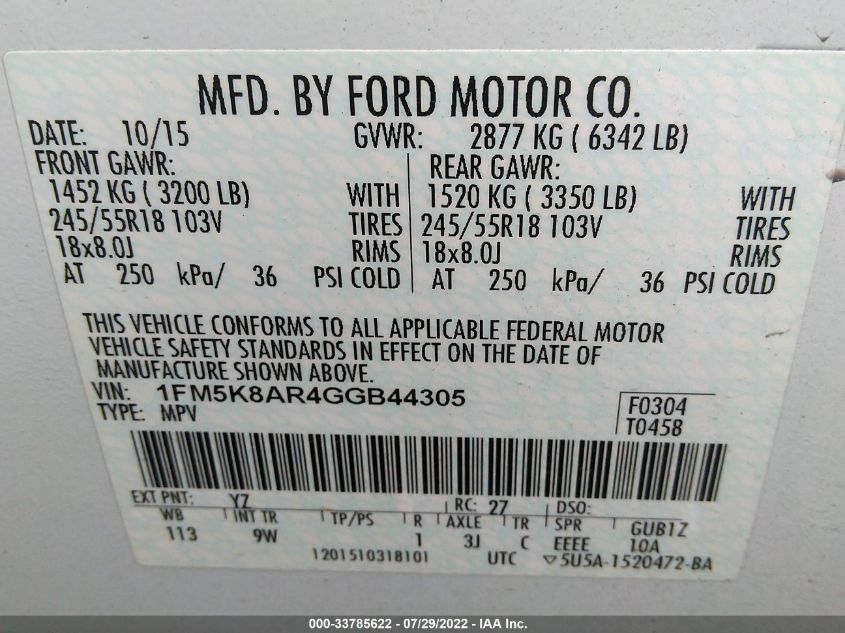 MFD. BY FORD MOTOR CO.
DATE: 10/15 GVWR: 2877 KG ( 6342 LB)
FRONT GAWR: REAR GAWR:
1452 KG ( 3200 LB) WITH 1520 KG ( 3350 LB) WITH
245/55R18 103V TIRES 245/55R18 103V TIRES
18x8.0J RIMS 18x8.0J RIMS
AT 250 kPa/ 36 PSI COLD AT 250 kPa/ 36 PSI COLD
THIS VEHICLE CONFORMS TO ALL APPLICABLE FEDERAL MOTOR
VEHICLE SAFETY STANDARDS IN EFFECT ON THE DATE OF
MANUFACTURE SHOWN ABOVE.
VIN: 1FM5K8AR4GGB44305
TYPE: MPV
F0304
T0458
EXT PNT: YZ RC: 27 DSO:
WB INT TR TP/PS R AXLE TR SPR GUB1Z
113 9W 1 3J C EEEE 10A
1201510318101 UTC ▽5U5A-1520472-BA
000-33785622 - 07/29/2022 - IAA Inc.